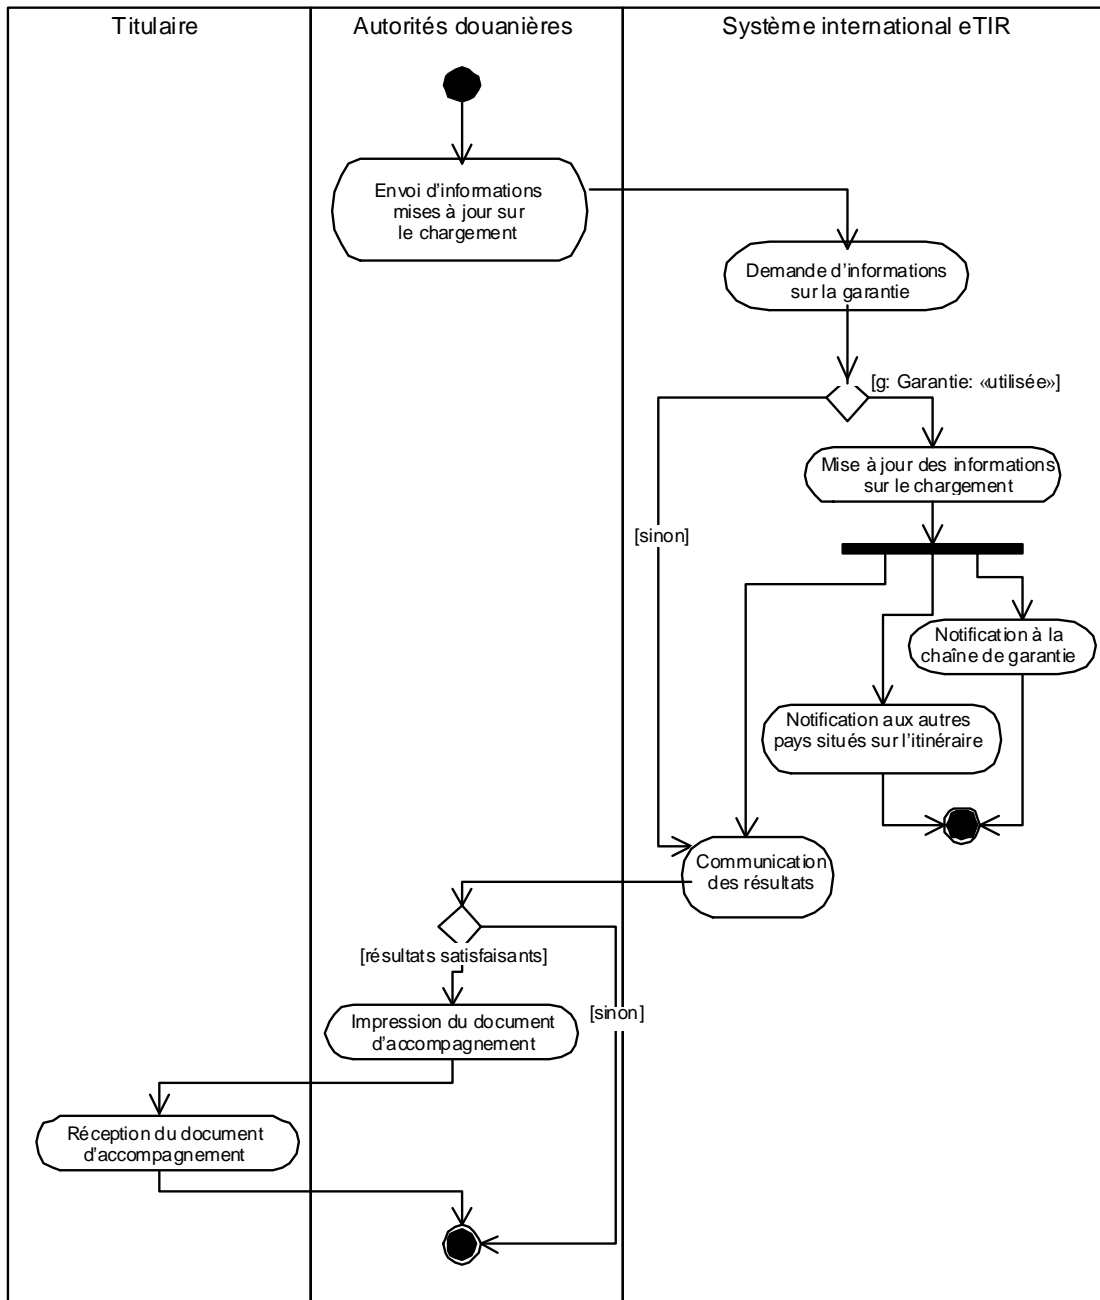 Titulaire
Autorités douanières
Système international eTIR
Envoi d'informations
mises à jour sur
le chargement
Demande d'informations
sur la garantie
[g: Garantie: «utilisée»]
Mise à jour des informations
sur le chargement
[sinon]
Notification à la
chaîne de garantie
Notification aux autres
pays situés sur l'itinéraire
Communication
des résultats
[résultats satisfaisants]
[sinon]
Impression du document
d'accompagnement
Réception du document
d'accompagnement